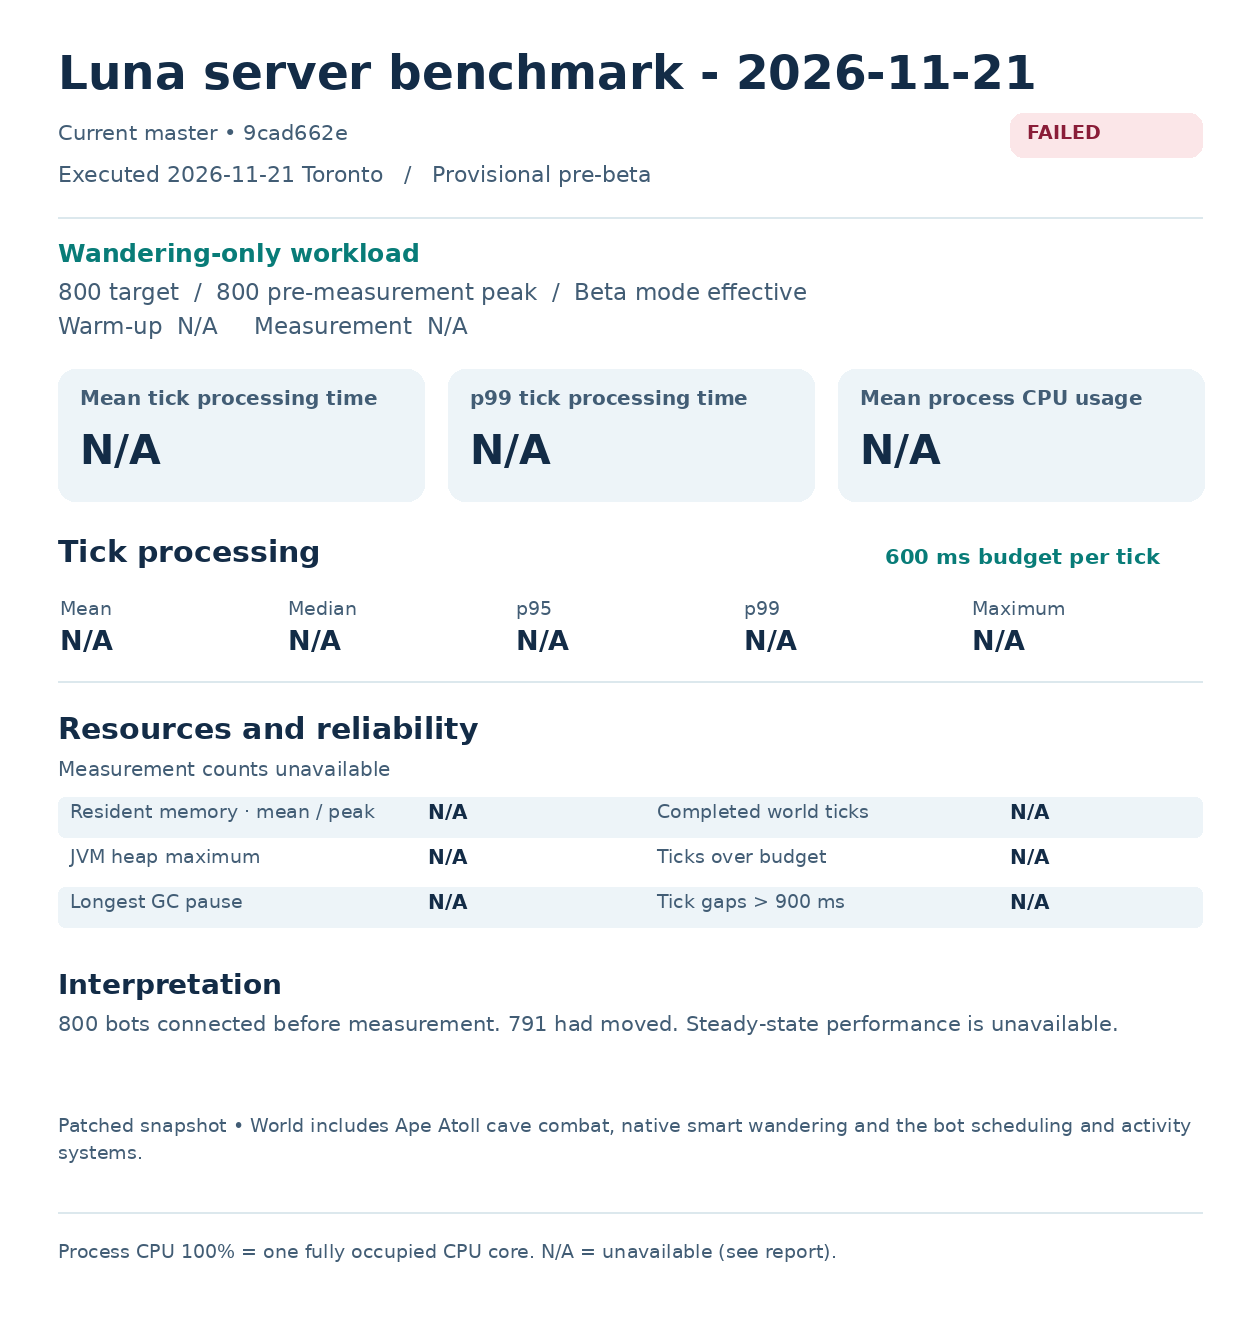 Luna server benchmark - 2026-11-21
Current master • 9cad662e
FAILED
Executed 2026-11-21 Toronto / Provisional pre-beta
Wandering-only workload
800 target / 800 pre-measurement peak / Beta mode effective
Warm-up N/A Measurement N/A
Mean tick processing time
N/A
p99 tick processing time
N/A
Mean process CPU usage
N/A
Tick processing
600 ms budget per tick
Mean
N/A
Median
N/A
p95
N/A
p99
N/A
Maximum
N/A
Resources and reliability
Measurement counts unavailable
Resident memory · mean / peak N/A Completed world ticks N/A
JVM heap maximum N/A Ticks over budget N/A
Longest GC pause N/A Tick gaps > 900 ms N/A
Interpretation
800 bots connected before measurement. 791 had moved. Steady-state performance is unavailable.
Patched snapshot • World includes Ape Atoll cave combat, native smart wandering and the bot scheduling and activity
systems.
Process CPU 100% = one fully occupied CPU core. N/A = unavailable (see report).